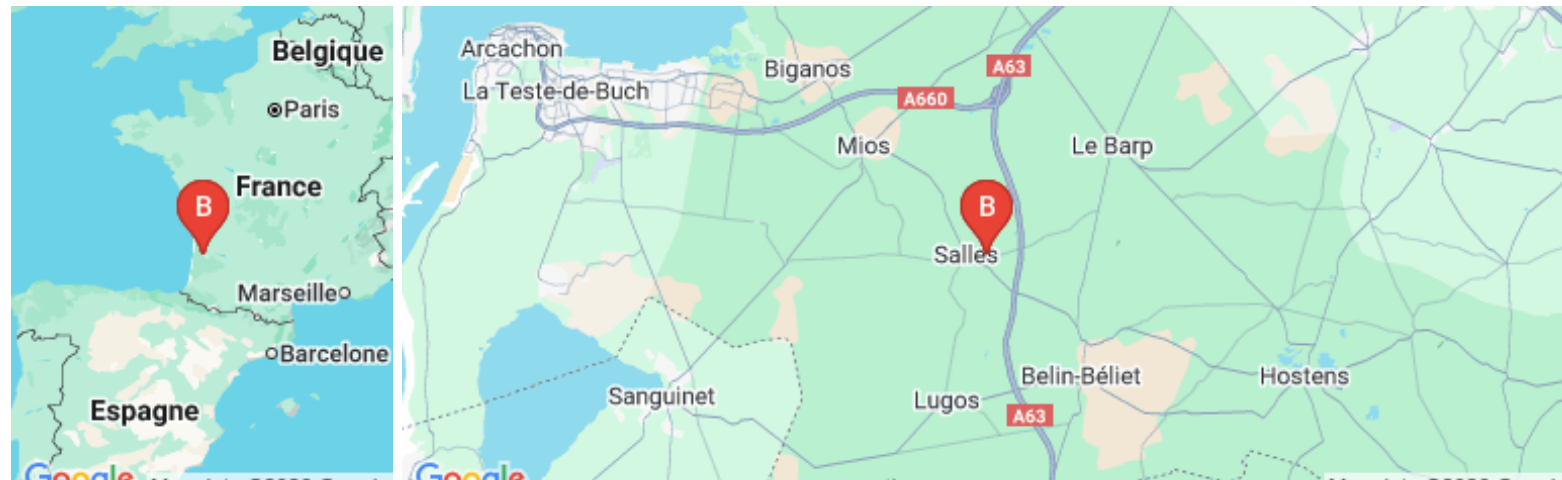 Belgique
Paris
B
France
Marseille
Barcelone
Espagne
Google
Arcachon
A63
Biganos
La Teste-de-Buch
A660
Mios
Le Barp
B
Salles
Belin-Béliet
Hostens
Sanguinet
Lugos
A63
Google